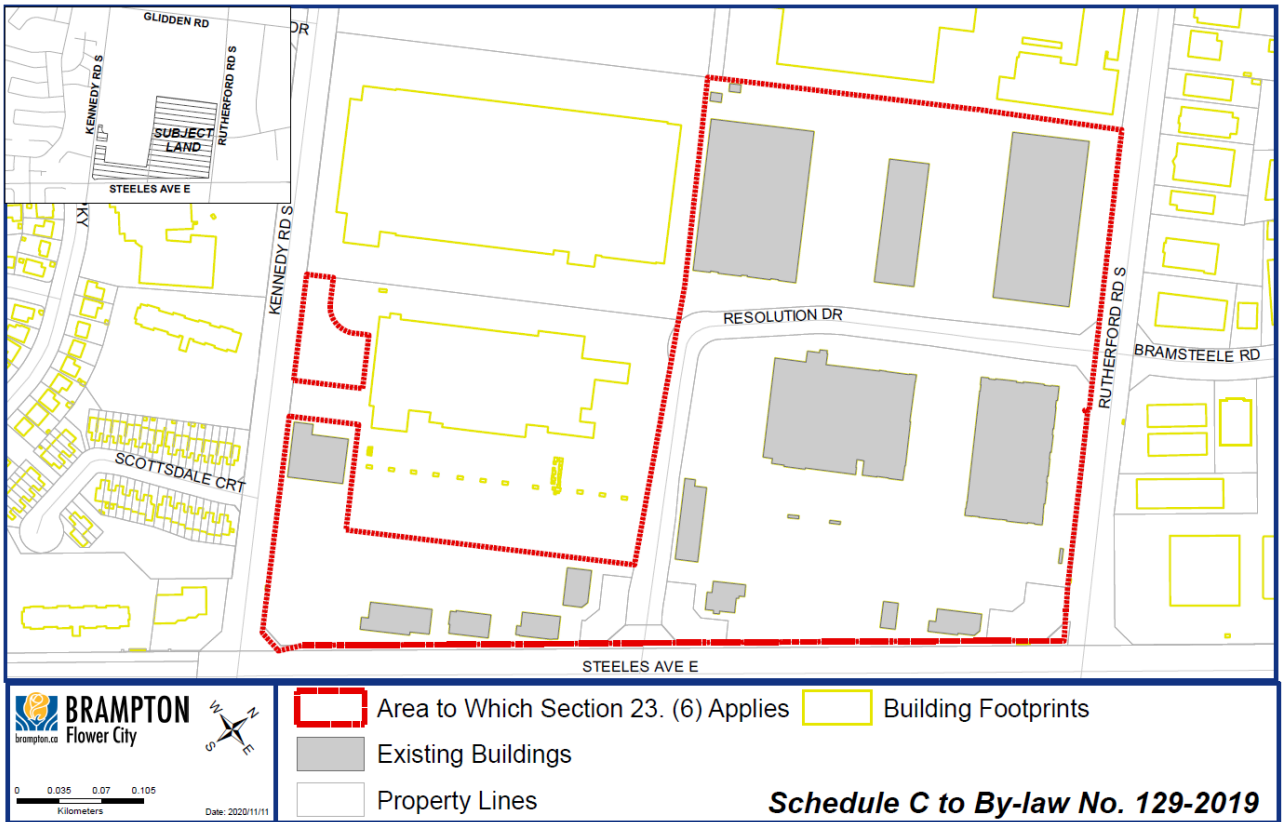 GLIDDEN RD
KENNEDY RD S
RUTHERFORD RD S
SUBJECT
LAND
STEELES AVE E
DR
PKY
KENNEDY RD S
RESOLUTION DR
RUTHERFORD RD S
BRAMSTEELE RD
SCOTTSDALE CRT
STEELES AVE E
BRAMPTON
brampton.ca Flower City
W N
S E
0 0.035 0.07 0.105
Kilometers
Date: 2020/11/11
Area to Which Section 23. (6) Applies
Building Footprints
Existing Buildings
Property Lines
Schedule C to By-law No. 129-2019